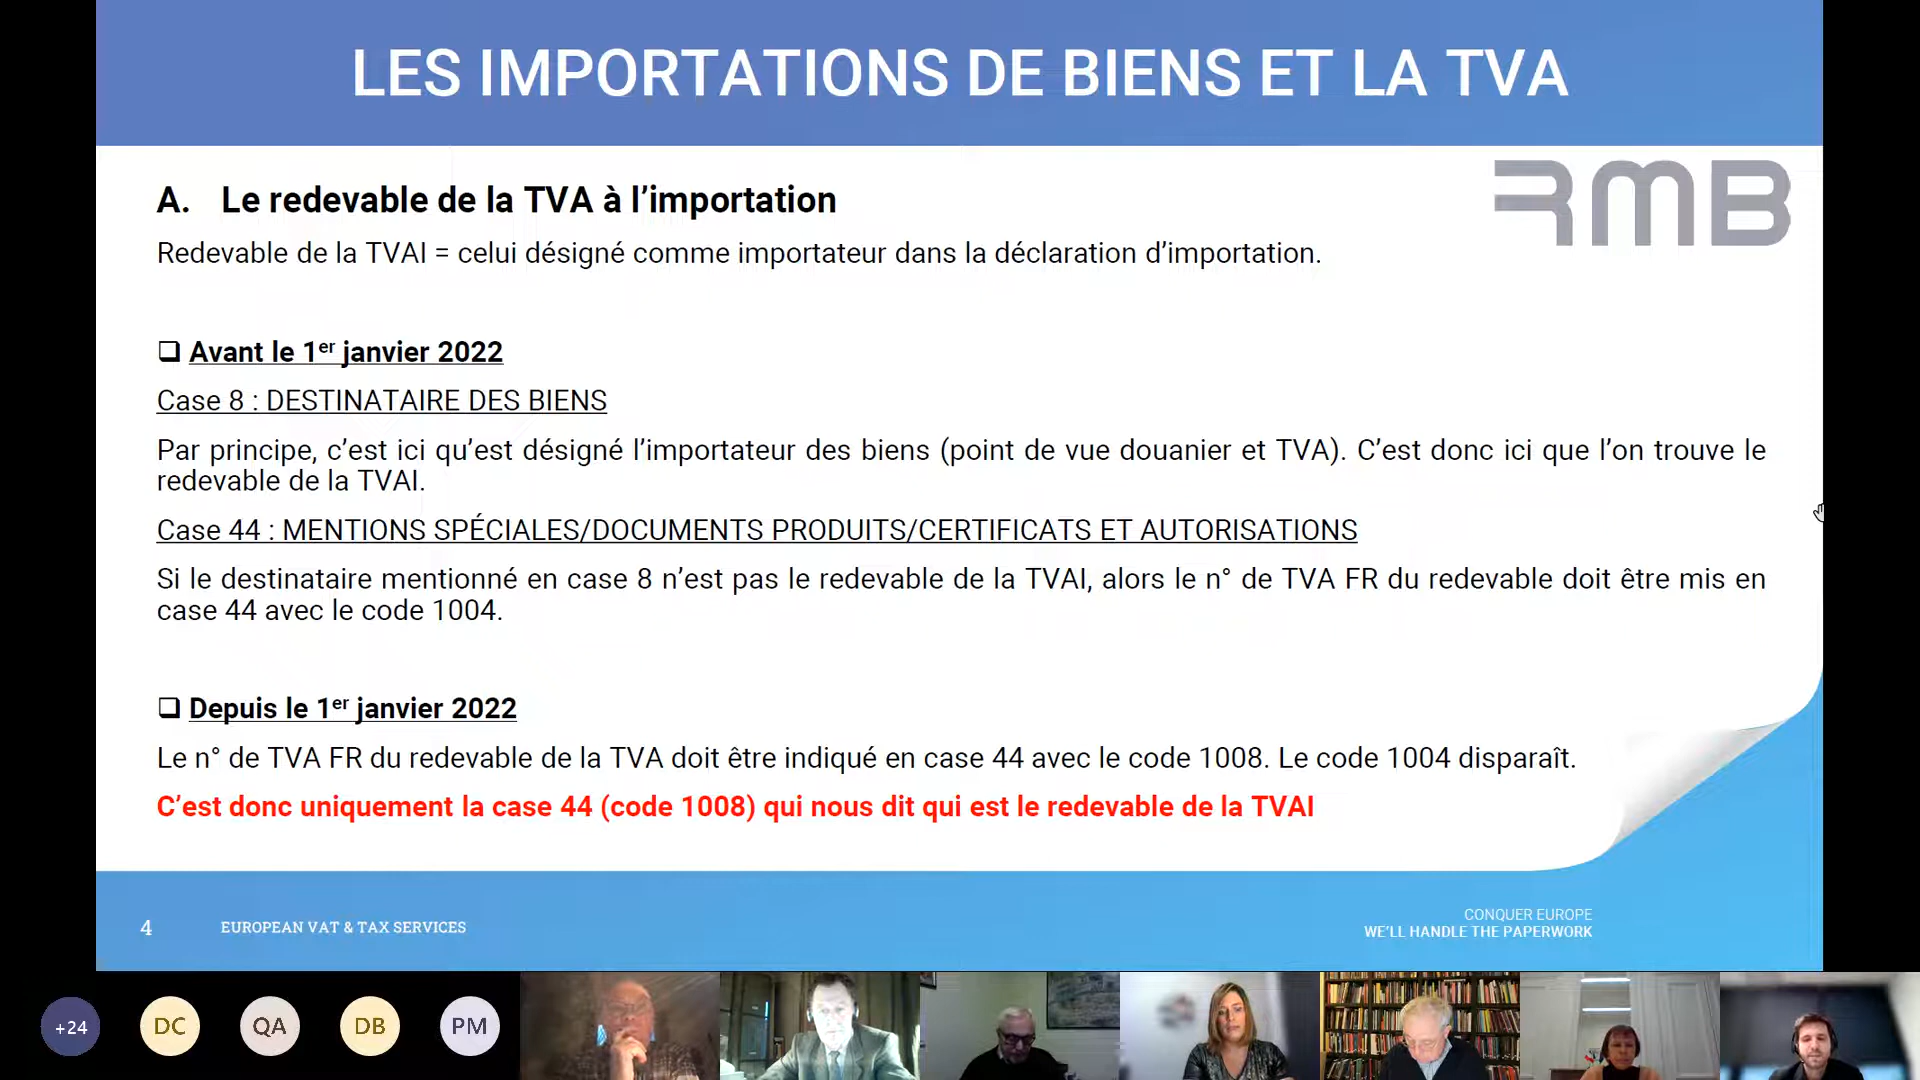 LES IMPORTATIONS DE BIENS ET LA TVA
RMB
A. Le redevable de la TVA à l’importation
Redevable de la TVAI = celui désigné comme importateur dans la déclaration d’importation.
❑ Avant le 1er janvier 2022
Case 8 : DESTINATAIRE DES BIENS
Par principe, c’est ici qu’est désigné l’importateur des biens (point de vue douanier et TVA). C’est donc ici que l’on trouve le
redevable de la TVAI.
Case 44 : MENTIONS SPÉCIALES/DOCUMENTS PRODUITS/CERTIFICATS ET AUTORISATIONS
Si le destinataire mentionné en case 8 n’est pas le redevable de la TVAI, alors le n° de TVA FR du redevable doit être mis en
case 44 avec le code 1004.
❑ Depuis le 1er janvier 2022
Le n° de TVA FR du redevable de la TVA doit être indiqué en case 44 avec le code 1008. Le code 1004 disparaît.
C’est donc uniquement la case 44 (code 1008) qui nous dit qui est le redevable de la TVAI
4
EUROPEAN VAT & TAX SERVICES
CONQUER EUROPE
WE’LL HANDLE THE PAPERWORK
+24
DC
QA
DB
PM